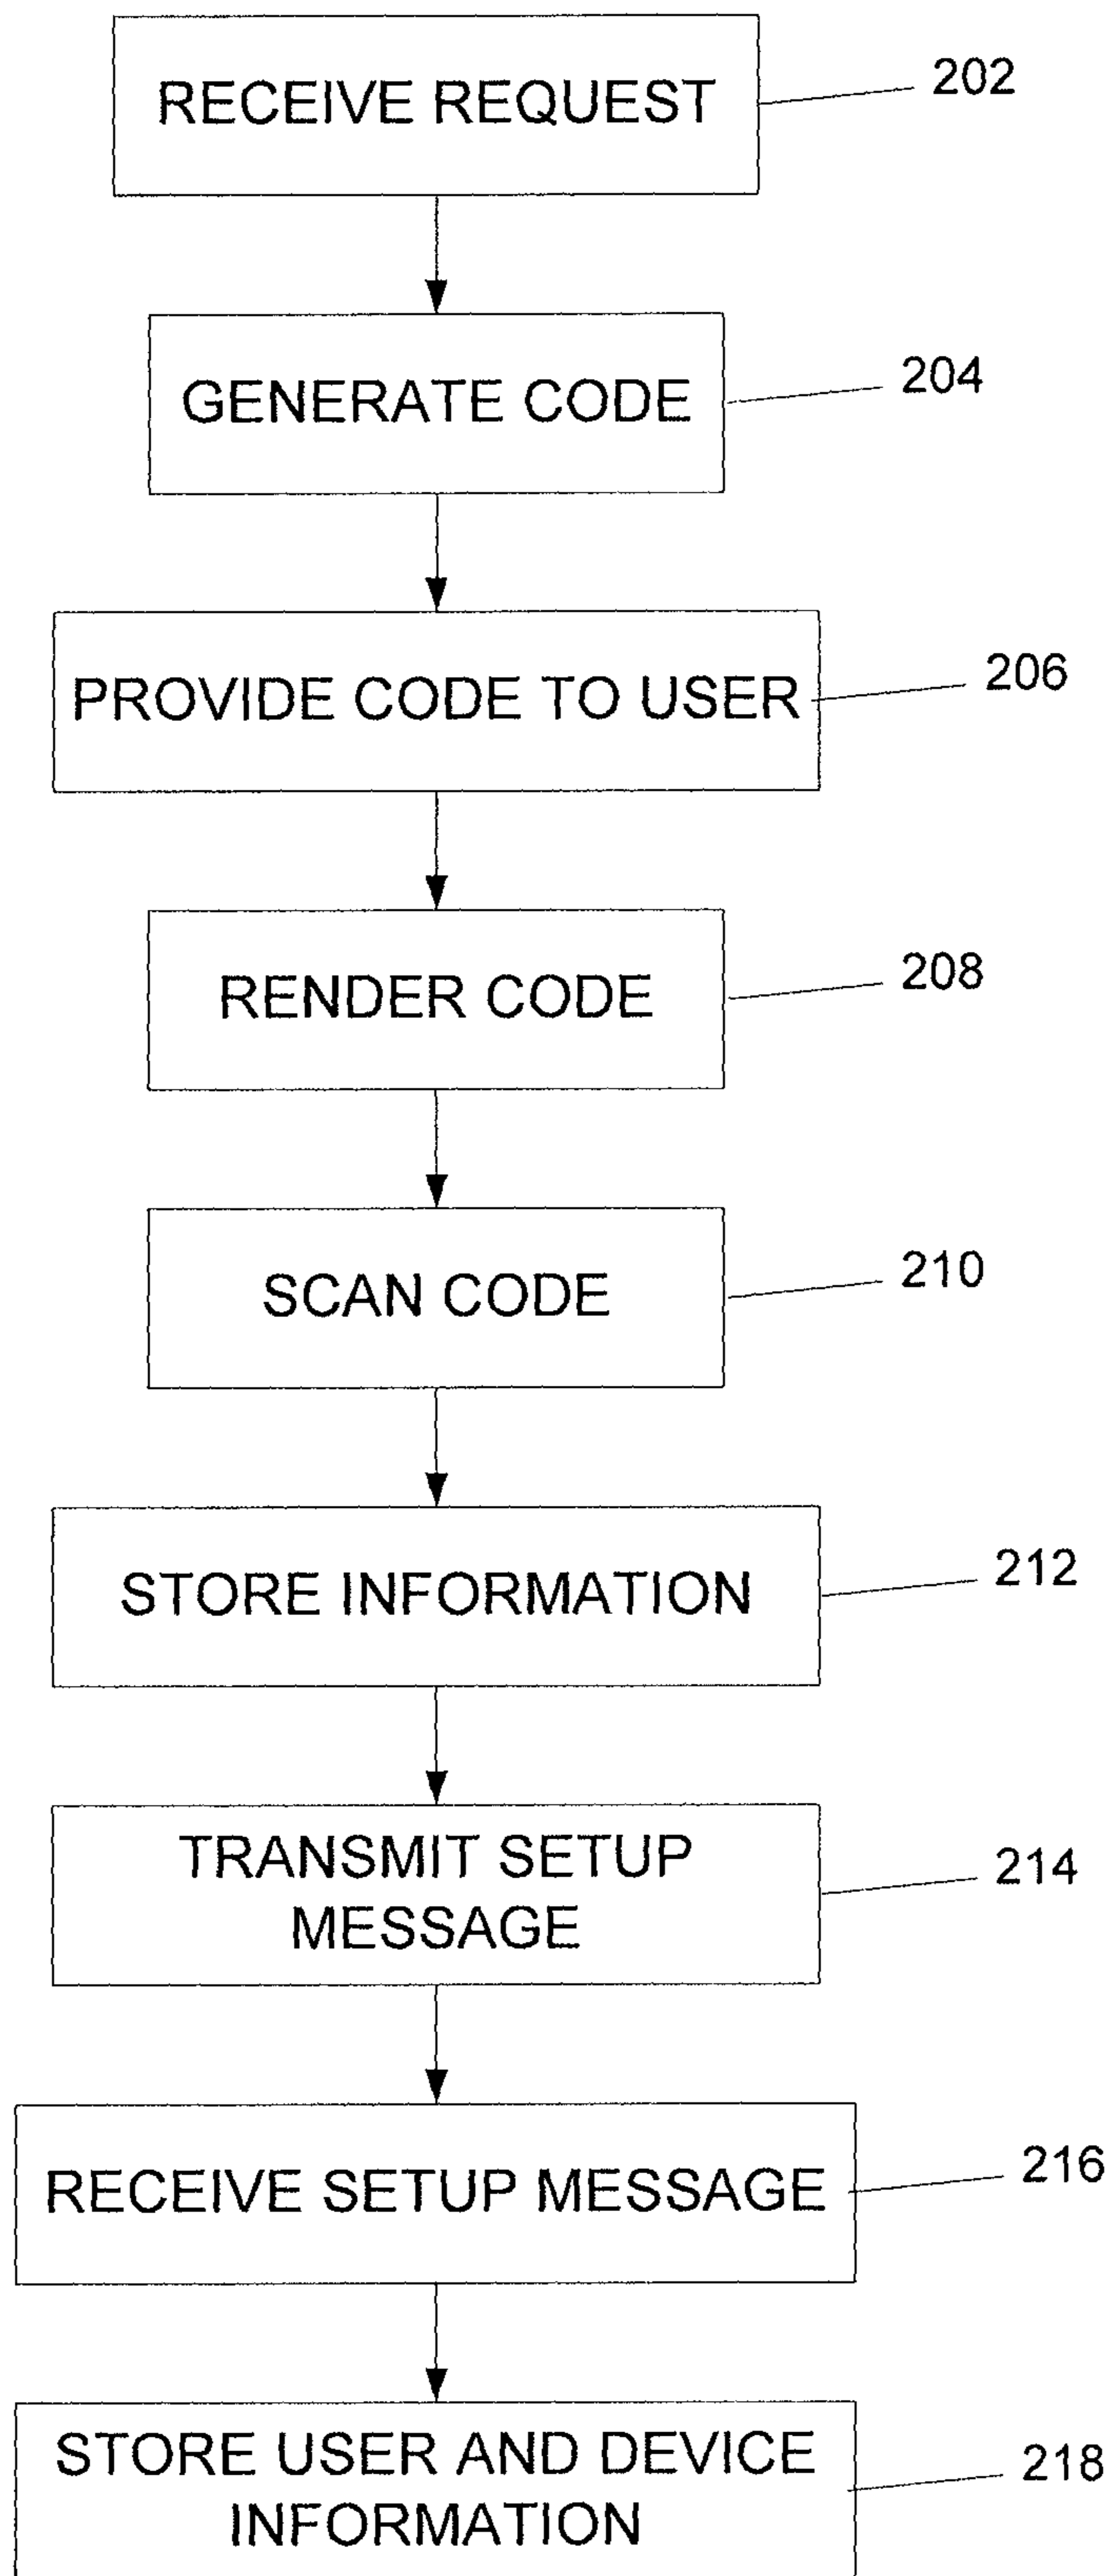 RECEIVE REQUEST
202
GENERATE CODE
204
PROVIDE CODE TO USER
206
RENDER CODE
208
SCAN CODE
210
STORE INFORMATION
212
TRANSMIT SETUP
MESSAGE
214
RECEIVE SETUP MESSAGE
216
STORE USER AND DEVICE
INFORMATION
218